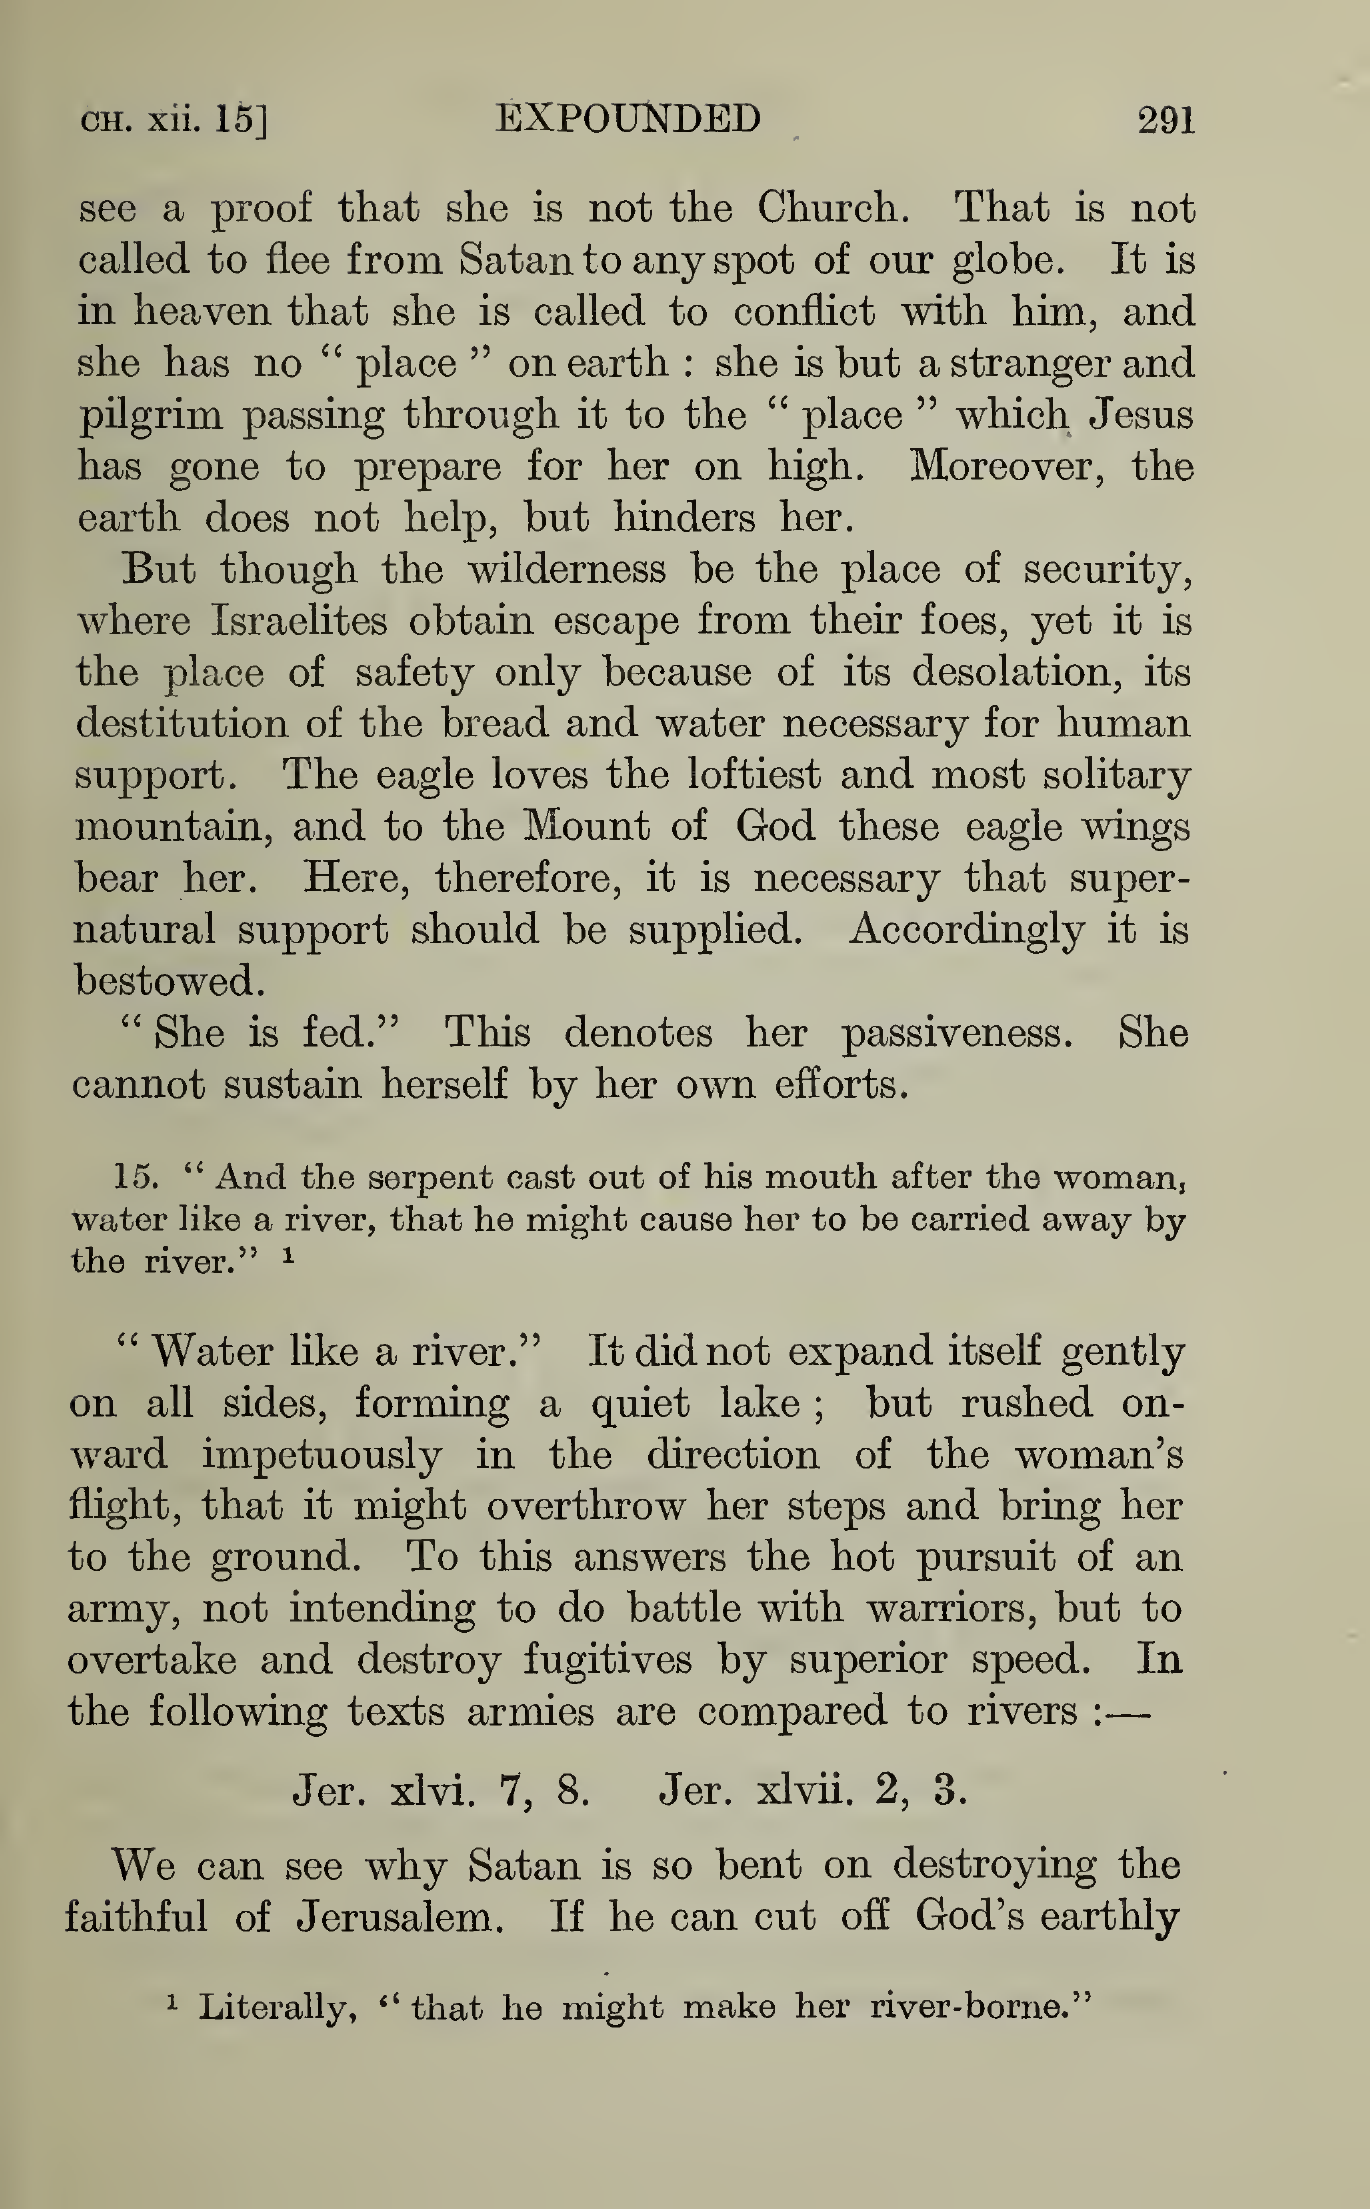 CH. xii. 15] EXPOUNDED 291
see a proof that she is not the Church. That is not
called to flee from Satan to any spot of our globe. It is
in heaven that she is called to conflict with him, and
she has no “ place ” on earth : she is but a stranger and
pilgrim passing through it to the “ place ” which Jesus
has gone to prepare for her on high. Moreover, the
earth does not help, but hinders her.
But though the wilderness be the place of security,
where Israelites obtain escape from their foes, yet it is
the place of safety only because of its desolation, its
destitution of the bread and water necessary for human
support. The eagle loves the loftiest and most solitary
mountain, and to the Mount of God these eagle wings
bear her. Here, therefore, it is necessary that super-
natural support should be supplied. Accordingly it is
bestowed.
“ She is fed.” This denotes her passiveness. She
cannot sustain herself by her own efforts.
15. “ And the serpent cast out of his mouth after the woman,
water like a river, that he might cause her to be carried away by
the river.” ¹
“ Water like a river.” It did not expand itself gently
on all sides, forming a quiet lake ; but rushed on-
ward impetuously in the direction of the woman’s
flight, that it might overthrow her steps and bring her
to the ground. To this answers the hot pursuit of an
army, not intending to do battle with warriors, but to
overtake and destroy fugitives by superior speed. In
the following texts armies are compared to rivers :—
Jer. xlvi. 7, 8. Jer. xlvii. 2, 3.
We can see why Satan is so bent on destroying the
faithful of Jerusalem. If he can cut off God’s earthly
¹ Literally, “ that he might make her river-borne.”